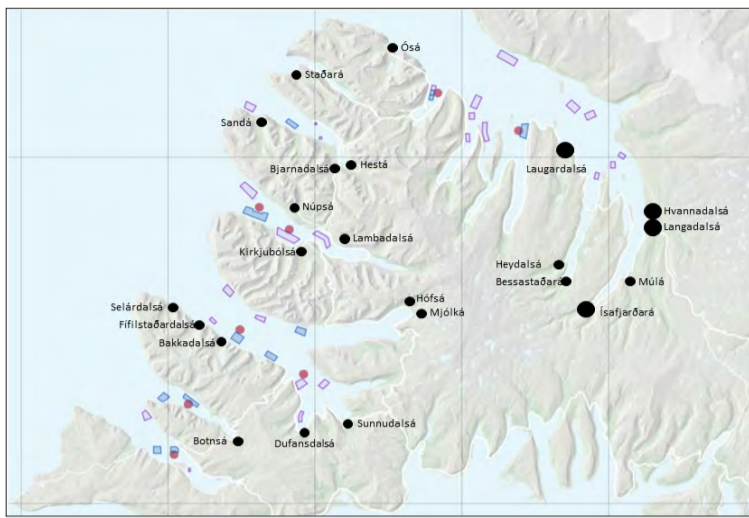 Ósá
Staðará
Sandá
Bjarnadalsá
Hestá
Laugardalsá
Núpsá
Hvannadalsá
Langadalsá
Lambadalsá
Kirkjubólsá
Heydalsá
Bessastaðará
Múlá
Hófsá
Mjólká
Selárdalsá
Ísafjarðará
Fífilstaðardalsá
Bakkadalsá
Sunnudalsá
Botnsá
Dufansdalsá